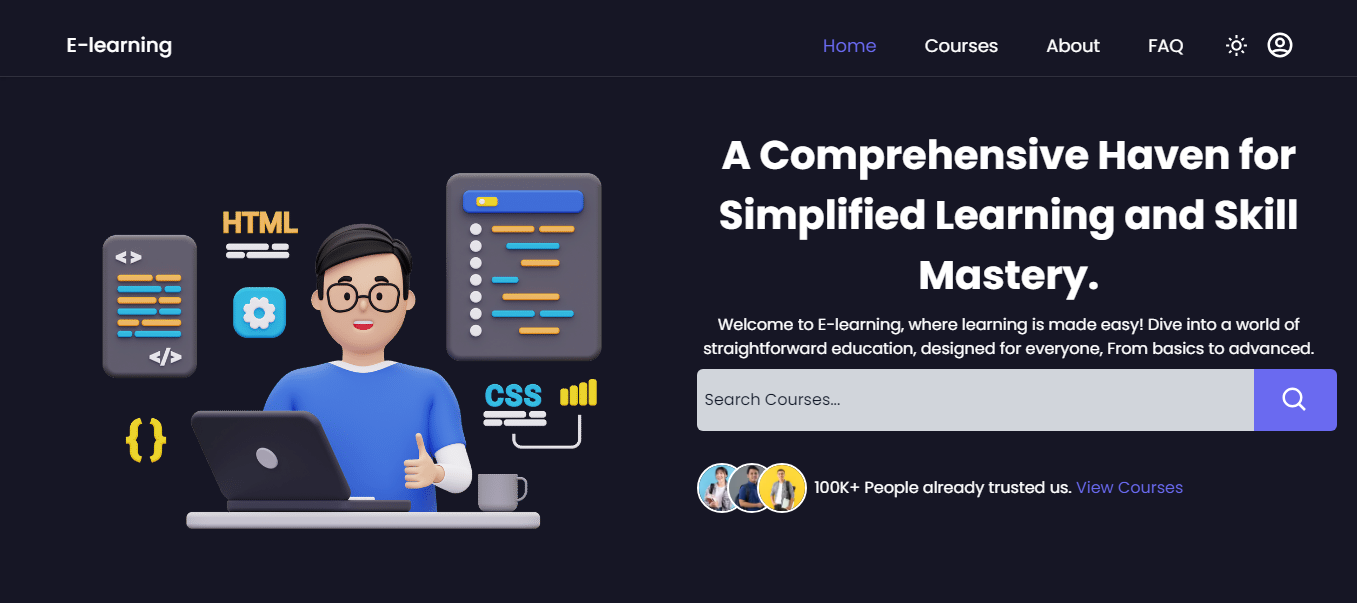 E-learning
Home Courses About FAQ
A Comprehensive Haven for
Simplified Learning and Skill
Mastery.
Welcome to E-learning, where learning is made easy! Dive into a world of
straightforward education, designed for everyone, From basics to advanced.
Search Courses...
100K+ People already trusted us. View Courses
HTML
< >
</>
CSS
{ }